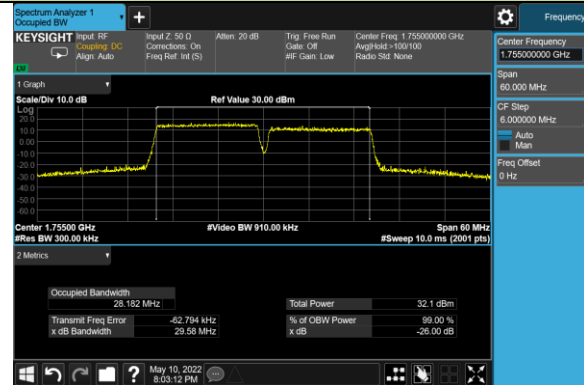 Spectrum Analyzer 1
Occupied BW
+
Frequency
KEYSIGHT Input: RF Input Z: 50 Ω Atten: 20 dB Trig: Free Run Center Freq: 1.755000000 GHz
Coupling: DC Corrections: On Gate: Off Avg|Hold:>100/100
Align: Auto Freq Ref: Int (S) #IF Gain: Low Radio Std: None
Center Frequency
1.755000000 GHz
Span
60.000 MHz
CF Step
6.000000 MHz
Auto
Man
Freq Offset
0 Hz
1 Graph
Scale/Div 10.0 dB Ref Value 30.00 dBm
Log
20.0
10.0
0.00
-10.0
-20.0
-30.0
-40.0
-50.0
-60.0
Center 1.75500 GHz #Video BW 910.00 kHz Span 60 MHz
#Res BW 300.00 kHz #Sweep 10.0 ms (2001 pts)
2 Metrics
Occupied Bandwidth
28.182 MHz Total Power 32.1 dBm
Transmit Freq Error -62.794 kHz % of OBW Power 99.00 %
x dB Bandwidth 29.58 MHz x dB -26.00 dB
? May 10, 2022
8:03:12 PM